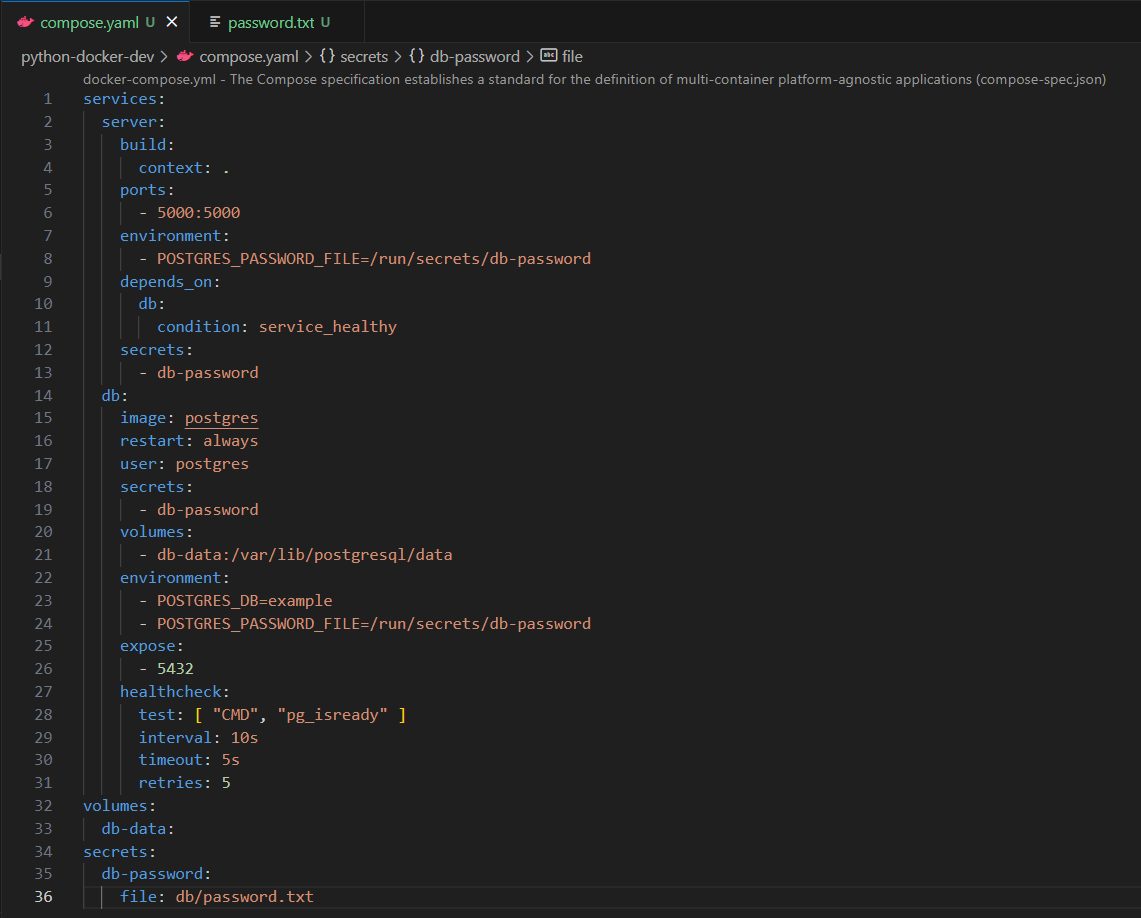 compose.yaml U × password.txt U
python-docker-dev > compose.yaml > {} secrets > {} db-password > abc file
docker-compose.yml - The Compose specification establishes a standard for the definition of multi-container platform-agnostic applications (compose-spec.json)
1 services:
2   server:
3     build:
4       context: .
5     ports:
6       - 5000:5000
7     environment:
8       - POSTGRES_PASSWORD_FILE=/run/secrets/db-password
9     depends_on:
10       db:
11         condition: service_healthy
12     secrets:
13       - db-password
14   db:
15     image: postgres
16     restart: always
17     user: postgres
18     secrets:
19       - db-password
20     volumes:
21       - db-data:/var/lib/postgresql/data
22     environment:
23       - POSTGRES_DB=example
24       - POSTGRES_PASSWORD_FILE=/run/secrets/db-password
25     expose:
26       - 5432
27     healthcheck:
28       test: [ "CMD", "pg_isready" ]
29       interval: 10s
30       timeout: 5s
31       retries: 5
32 volumes:
33   db-data:
34 secrets:
35   db-password:
36     file: db/password.txt